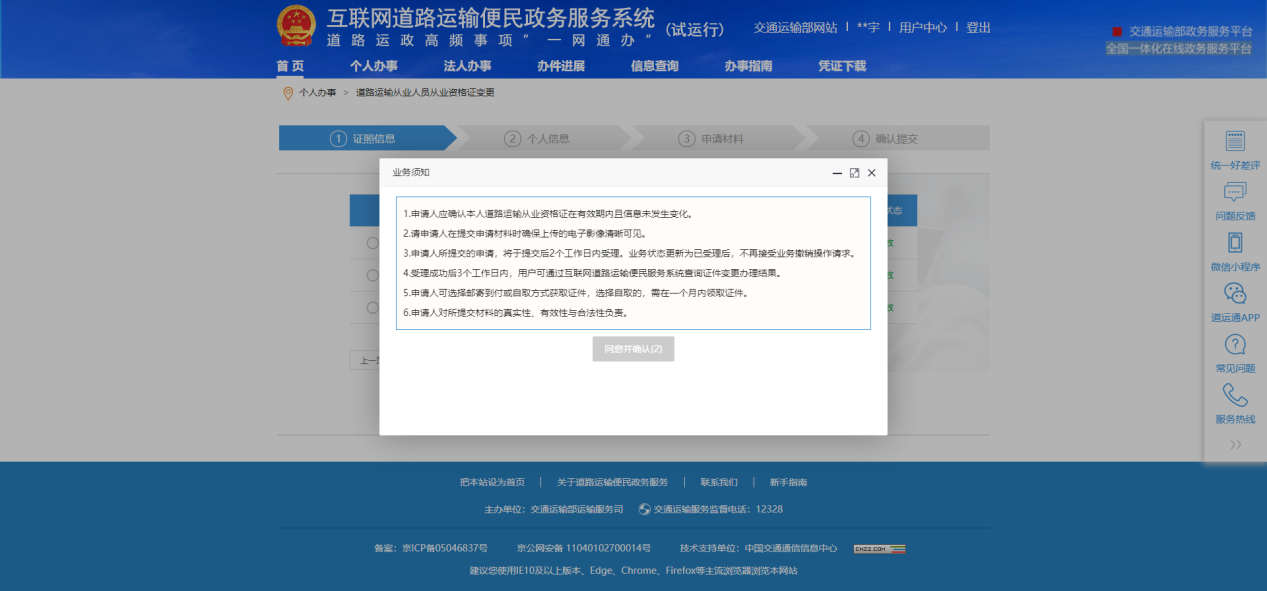 互联网道路运输便民政务服务系统 (试运行)
道路运政高频事项“一网通办”
交通运输部网站 | **宇 | 用户中心 | 登出
交通运输部政务服务平台
全国一体化在线政务服务平台
首页 个人办事 法人办事 办件进展 信息查询 办事指南 凭证下载
个人办事 > 道路运输从业人员从业资格证变更
1 证照信息 2 个人信息 3 申请材料 4 确认提交
业务须知
1.申请人应确认本人道路运输从业资格证在有效期内且信息未发生变化。
2.请申请人在提交申请材料时确保上传的电子影像清晰可见。
3.申请人所提交的申请，将于提交后2个工作日内受理。业务状态更新为已受理后，不再接受业务撤销操作请求。
4.受理成功后3个工作日内，用户可通过互联网道路运输便民服务系统查询证件变更办理结果。
5.申请人可选择邮寄到付或自取方式获取证件，选择自取的，需在一个月内领取证件。
6.申请人对所提交材料的真实性、有效性与合法性负责。
同意并确认(2)
状态
上一
统一好差评
问题反馈
微信小程序
道运通APP
常见问题
服务热线
把本站设为首页 | 关于道路运输便民政务服务 | 联系我们 | 新手指南
主办单位：交通运输部运输服务司 交通运输服务监督电话：12328
备案：京ICP备05046837号 京公网安备 11040102700014号 技术支持单位：中国交通通信信息中心 CNZZ.COM
建议您使用IE10及以上版本、Edge、Chrome、Firefox等主流浏览器浏览本网站